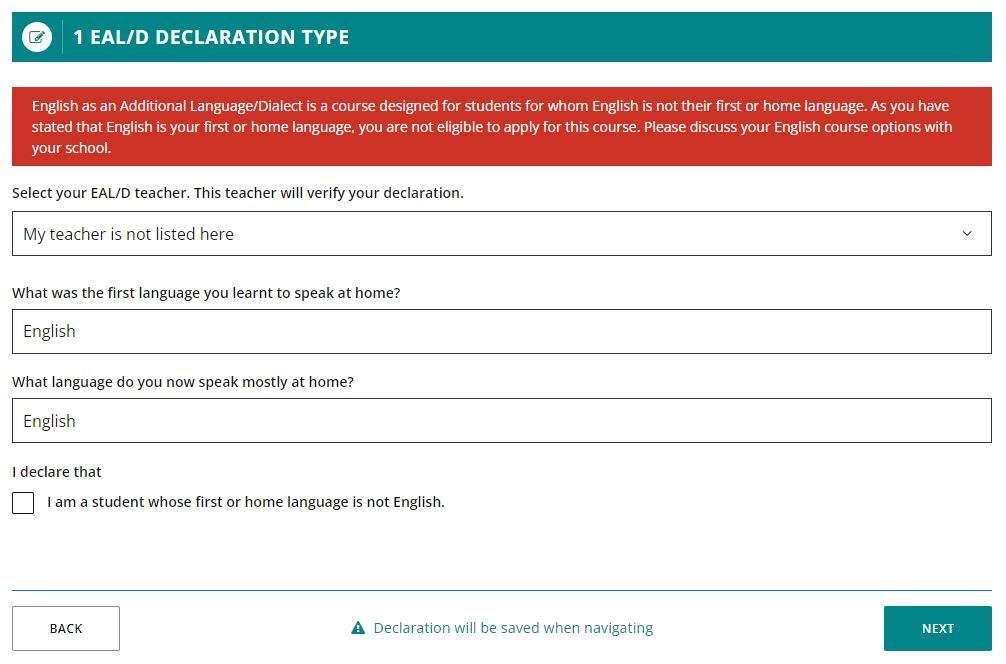 1 EAL/D DECLARATION TYPE
English as an Additional Language/Dialect is a course designed for students for whom English is not their first or home language. As you have
stated that English is your first or home language, you are not eligible to apply for this course. Please discuss your English course options with
your school.
Select your EAL/D teacher. This teacher will verify your declaration.
My teacher is not listed here
What was the first language you learnt to speak at home?
English
What language do you now speak mostly at home?
English
I declare that
I am a student whose first or home language is not English.
BACK
Declaration will be saved when navigating
NEXT